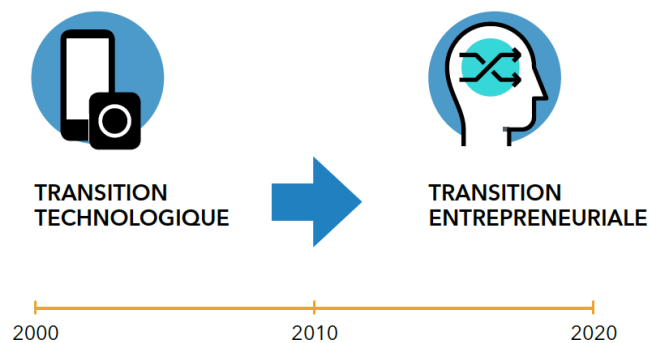 TRANSITION
TECHNOLOGIQUE
TRANSITION
ENTREPRENEURIALE
2000
2010
2020